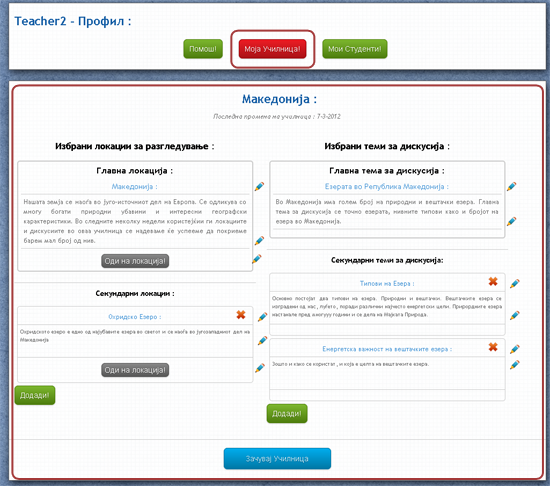 Teacher2 - Профил :
Помош!
Моја Училница!
Мои Студенти!
Македонија :
Последна промена на училница : 7-3-2012
Избрани локации за разгледување :
Главна локација :
Македонија :
Нашата земја се наоѓа во југо-источниот дел на Европа. Се одликува со
многу богати природни убавини и интересни географски
карактеристики. Во следните неколку недели користејќи ги локациите
и дискусиите во оваа училница се надеваме ќе успееме да покриеме
барем мал број од нив.
Оди на локација!
Секундарни локации :
Охридско Езеро :
Охридското езеро е едно од најубавите езера во светот и се наоѓа во југозападниот дел на
Македонија
Оди на локација!
Додади!
Избрани теми за дискусија :
Главна тема за дискусија :
Езерата во Република Македонија :
Во Македонија има голем број на природни и вештачки езера. Главна
тема за дискусија се точно езерата, нивните типови како и бројот на
езера во Македонија.
Секундарни теми за дискусија:
Типови на Езера :
Основно постојат два типови на езера. Природни и вештачки. Вештачките езера се
изградени од нас, луѓето, поради различни најчесто енергетски цели. Природните езера
настанале пред многуу години и се дела на Мајката Природа.
Енергетска важност на вештачките езера :
Зошто и како се користат, и која е целта на вештачките езера.
Додади!
Зачувај Училница